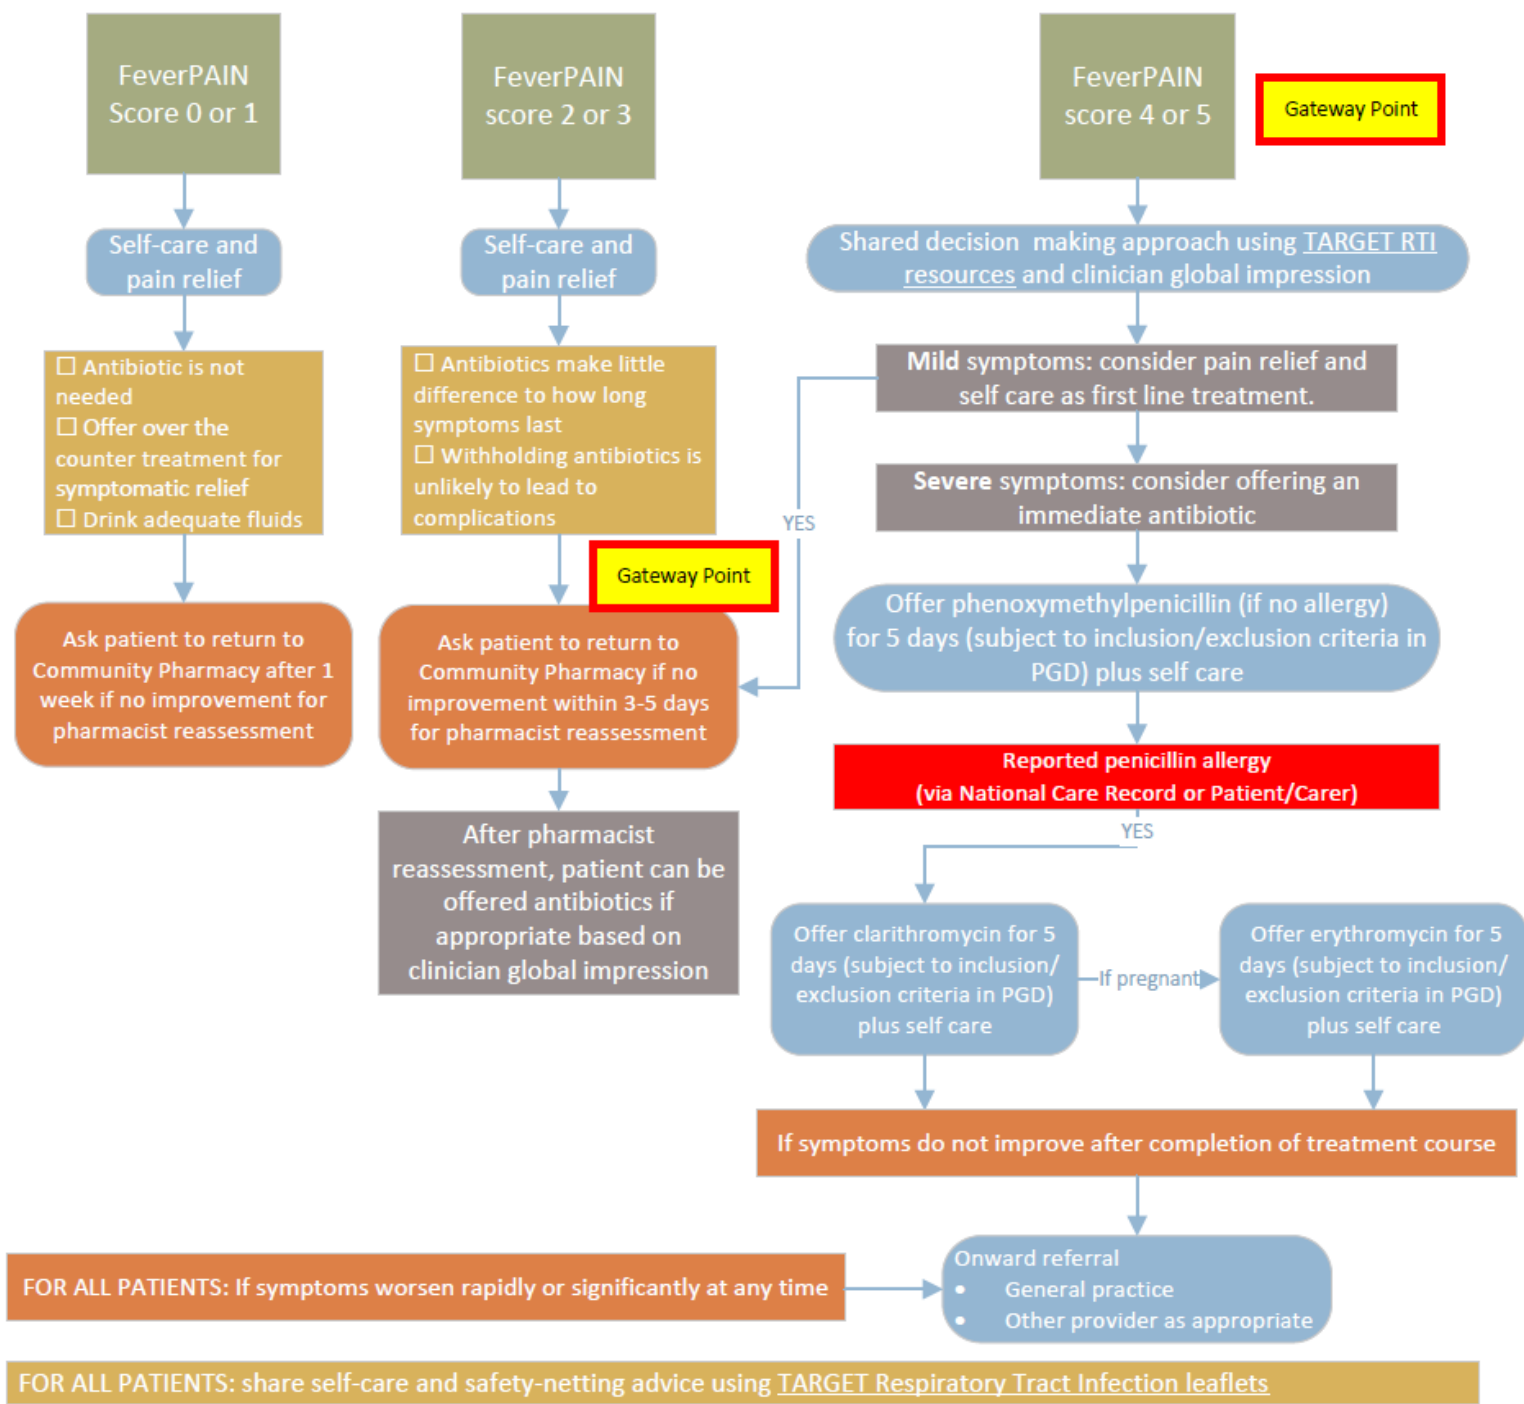 FeverPAIN
Score 0 or 1
Self-care and
pain relief
☐ Antibiotic is not
needed
☐ Offer over the
counter treatment for
symptomatic relief
☐ Drink adequate fluids
Ask patient to return to
Community Pharmacy after 1
week if no improvement for
pharmacist reassessment
FeverPAIN
score 2 or 3
Self-care and
pain relief
☐ Antibiotics make little
difference to how long
symptoms last
☐ Withholding antibiotics is
unlikely to lead to
complications
Gateway Point
Ask patient to return to
Community Pharmacy if no
improvement within 3-5 days
for pharmacist reassessment
After pharmacist
reassessment, patient can be
offered antibiotics if
appropriate based on
clinician global impression
FeverPAIN
score 4 or 5
Gateway Point
Shared decision making approach using TARGET RTI
resources and clinician global impression
Mild symptoms: consider pain relief and
self care as first line treatment.
YES
Severe symptoms: consider offering an
immediate antibiotic
Offer phenoxymethylpenicillin (if no allergy)
for 5 days (subject to inclusion/exclusion criteria in
PGD) plus self care
Reported penicillin allergy
(via National Care Record or Patient/Carer)
YES
Offer clarithromycin for 5
days (subject to inclusion/
exclusion criteria in PGD)
plus self care
If pregnant
Offer erythromycin for 5
days (subject to inclusion/
exclusion criteria in PGD)
plus self care
If symptoms do not improve after completion of treatment course
FOR ALL PATIENTS: If symptoms worsen rapidly or significantly at any time
Onward referral
• General practice
• Other provider as appropriate
FOR ALL PATIENTS: share self-care and safety-netting advice using TARGET Respiratory Tract Infection leaflets